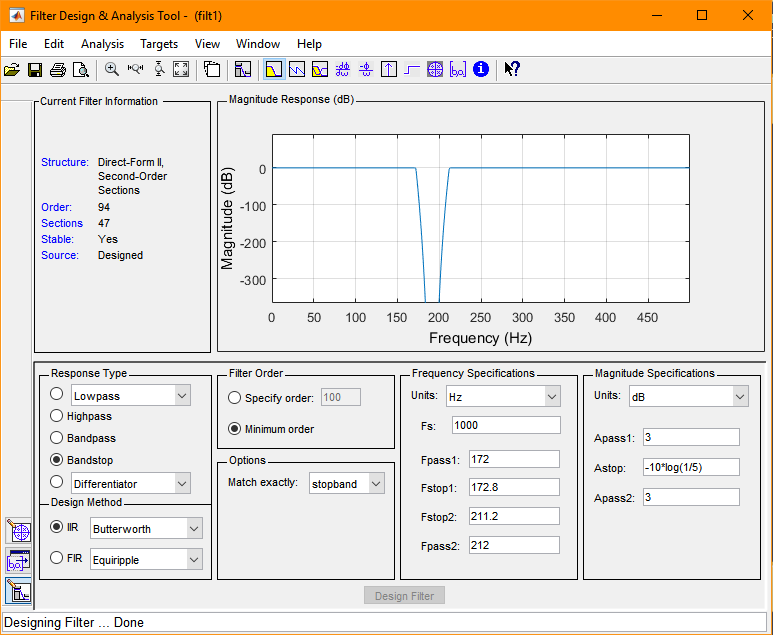 Filter Design & Analysis Tool - (filt1)
File Edit Analysis Targets View Window Help
Current Filter Information
Structure: Direct-Form II,
Second-Order
Sections
Order: 94
Sections 47
Stable: Yes
Source: Designed
Magnitude Response (dB)
Magnitude (dB)
0
-100
-200
-300
0 50 100 150 200 250 300 350 400 450
Frequency (Hz)
Response Type
Lowpass
Highpass
Bandpass
Bandstop
Differentiator
Design Method
IIR Butterworth
FIR Equiripple
Filter Order
Specify order: 100
Minimum order
Options
Match exactly: stopband
Frequency Specifications
Units: Hz
Fs: 1000
Fpass1: 172
Fstop1: 172.8
Fstop2: 211.2
Fpass2: 212
Magnitude Specifications
Units: dB
Apass1: 3
Astop: -10*log(1/5)
Apass2: 3
Design Filter
Designing Filter ... Done